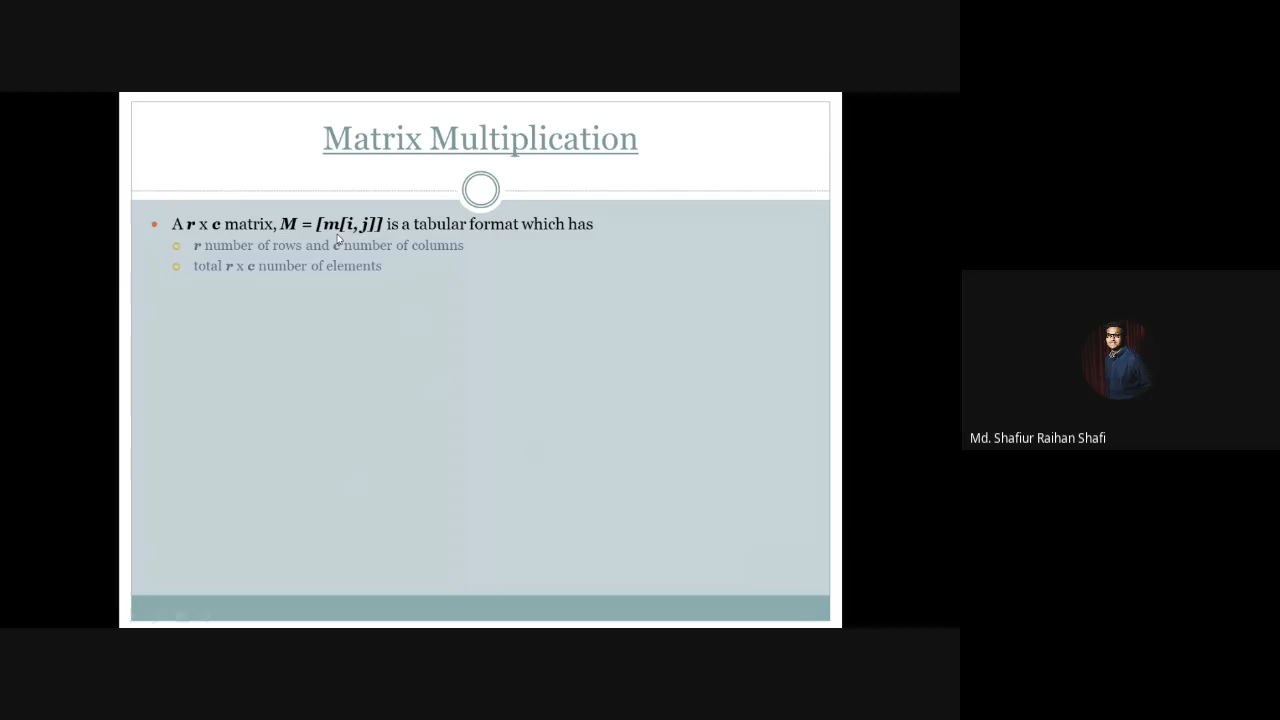 Matrix Multiplication
A r x c matrix, M = [m[i, j]] is a tabular format which has
r number of rows and c number of columns
total r x c number of elements
Md. Shafiur Raihan Shafi